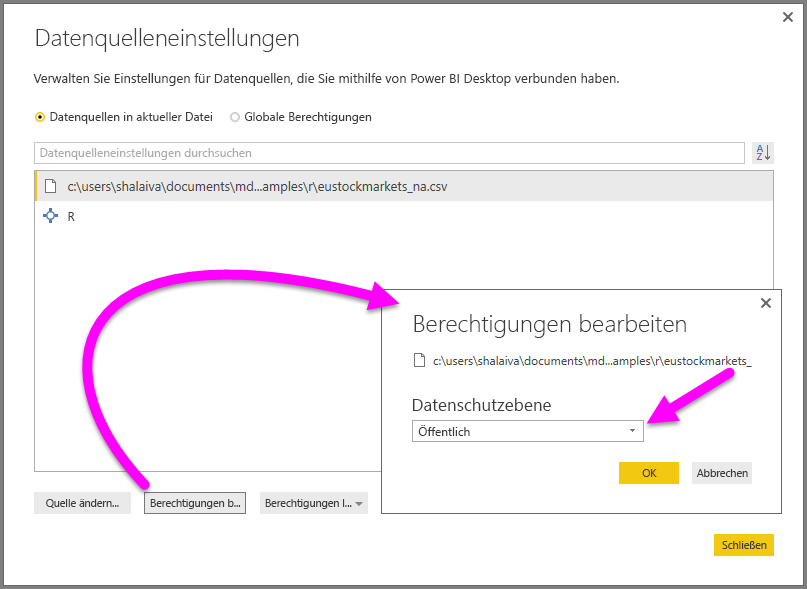 Datenquelleneinstellungen
Verwalten Sie Einstellungen für Datenquellen, die Sie mithilfe von Power BI Desktop verbunden haben.
Datenquellen in aktueller Datei Globale Berechtigungen
Datenquelleneinstellungen durchsuchen
A
Z
c:\users\shalaiva\documents\md...amples\r\eustockmarkets_na.csv
R
Berechtigungen bearbeiten
c:\users\shalaiva\documents\md...amples\r\eustockmarkets_
Datenschutzebene
Öffentlich
OK Abbrechen
Quelle ändern... Berechtigungen b... Berechtigungen l...
Schließen